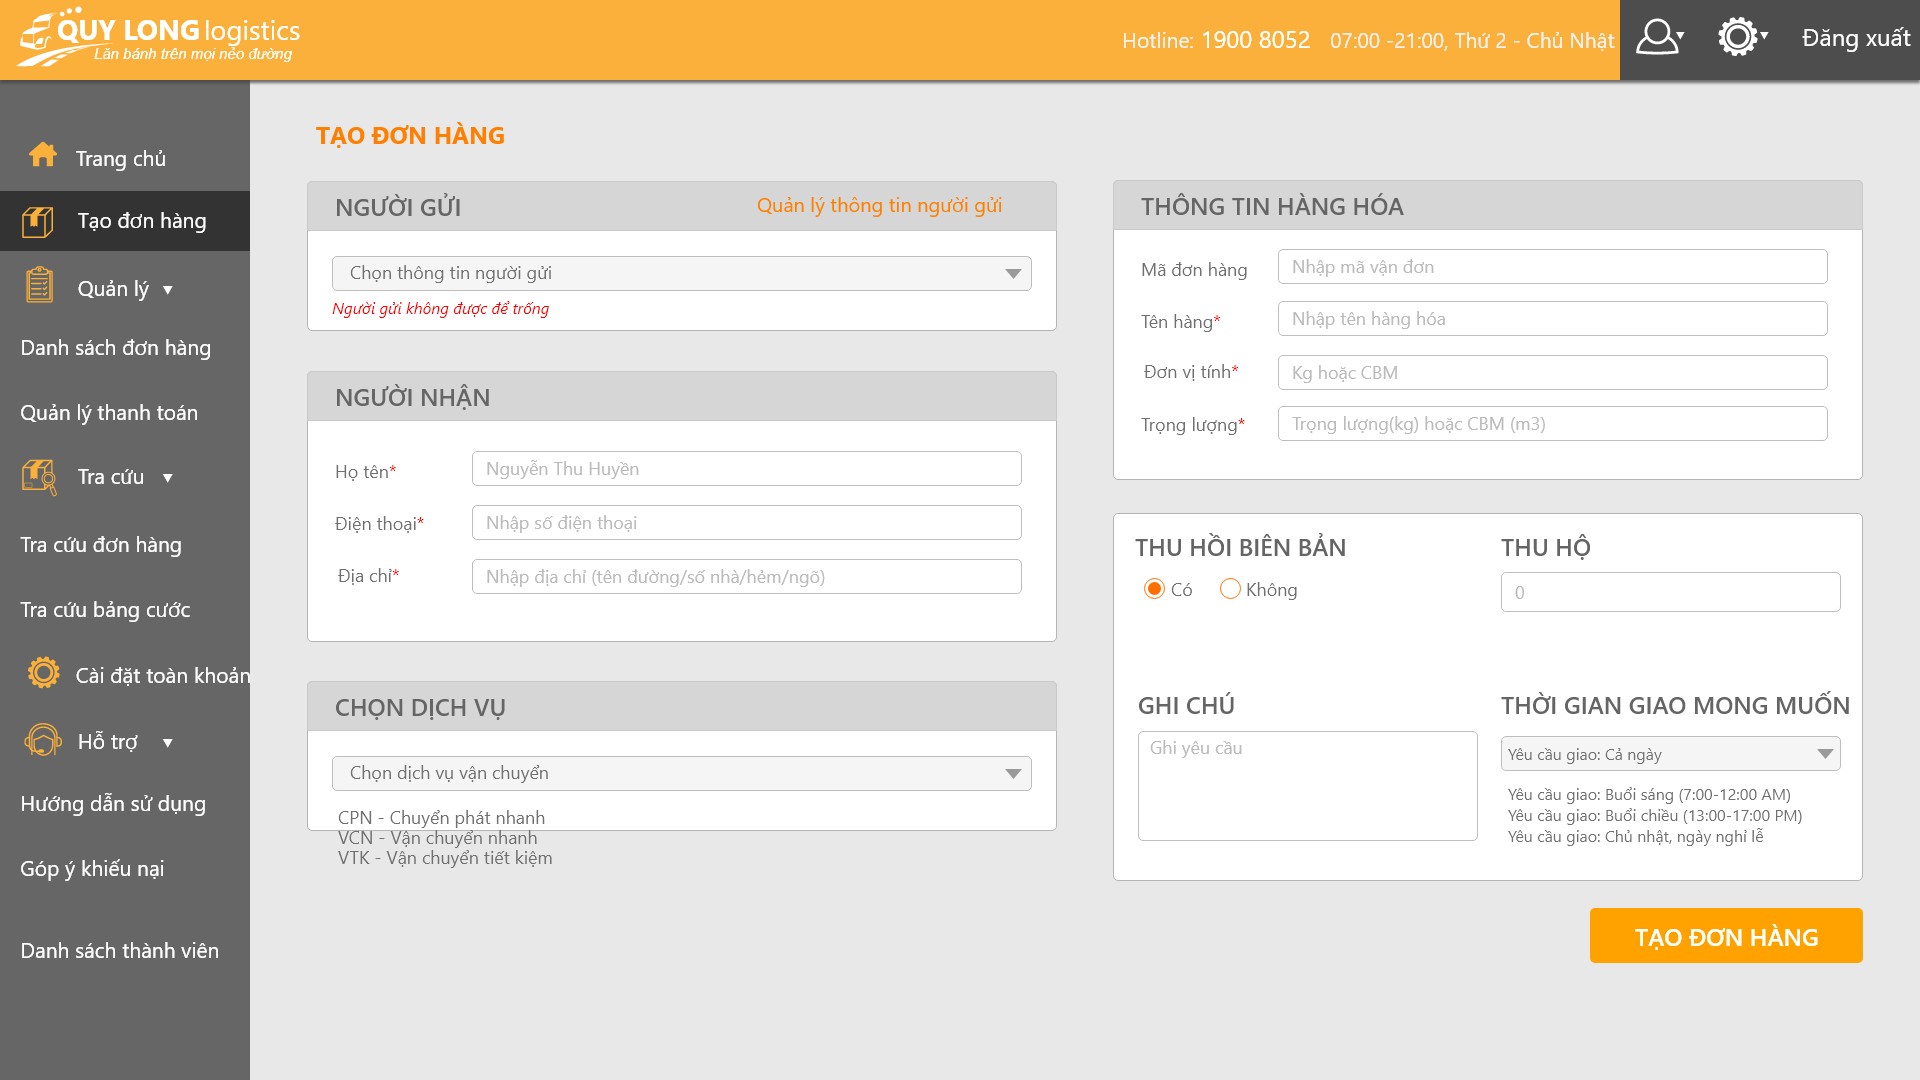 QUY LONG logistics
Lăn bánh trên mọi nẻo đường
Hotline: 1900 8052 07:00 -21:00, Thứ 2 - Chủ Nhật
Đăng xuất
Trang chủ
Tạo đơn hàng
Quản lý
Danh sách đơn hàng
Quản lý thanh toán
Tra cứu
Tra cứu đơn hàng
Tra cứu bảng cước
Cài đặt toàn khoản
Hỗ trợ
Hướng dẫn sử dụng
Góp ý khiếu nại
Danh sách thành viên
TẠO ĐƠN HÀNG
NGƯỜI GỬI
Quản lý thông tin người gửi
Chọn thông tin người gửi
Người gửi không được để trống
NGƯỜI NHẬN
Họ tên*
Nguyễn Thu Huyền
Điện thoại*
Nhập số điện thoại
Địa chỉ*
Nhập địa chỉ (tên đường/số nhà/hẻm/ngõ)
CHỌN DỊCH VỤ
Chọn dịch vụ vận chuyển
CPN - Chuyển phát nhanh
VCN - Vận chuyển nhanh
VTK - Vận chuyển tiết kiệm
THÔNG TIN HÀNG HÓA
Mã đơn hàng
Nhập mã vận đơn
Tên hàng*
Nhập tên hàng hóa
Đơn vị tính*
Kg hoặc CBM
Trọng lượng*
Trọng lượng(kg) hoặc CBM (m3)
THU HỒI BIÊN BẢN
Có
Không
THU HỘ
0
GHI CHÚ
Ghi yêu cầu
THỜI GIAN GIAO MONG MUỐN
Yêu cầu giao: Cả ngày
Yêu cầu giao: Buổi sáng (7:00-12:00 AM)
Yêu cầu giao: Buổi chiều (13:00-17:00 PM)
Yêu cầu giao: Chủ nhật, ngày nghỉ lễ
TẠO ĐƠN HÀNG